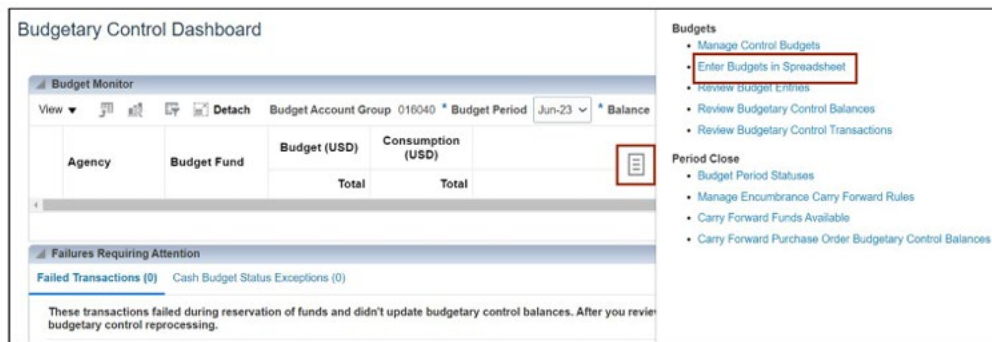 Budgetary Control Dashboard
Budget Monitor
View Detach Budget Account Group 016040 * Budget Period Jun-23 * Balance
Agency Budget Fund Budget (USD) Consumption (USD)
Total Total
Failures Requiring Attention
Failed Transactions (0) Cash Budget Status Exceptions (0)
These transactions failed during reservation of funds and didn't update budgetary control balances. After you revie
budgetary control reprocessing.
Budgets
• Manage Control Budgets
• Enter Budgets in Spreadsheet
• Review Budget Entries
• Review Budgetary Control Balances
• Review Budgetary Control Transactions
Period Close
• Budget Period Statuses
• Manage Encumbrance Carry Forward Rules
• Carry Forward Funds Available
• Carry Forward Purchase Order Budgetary Control Balances